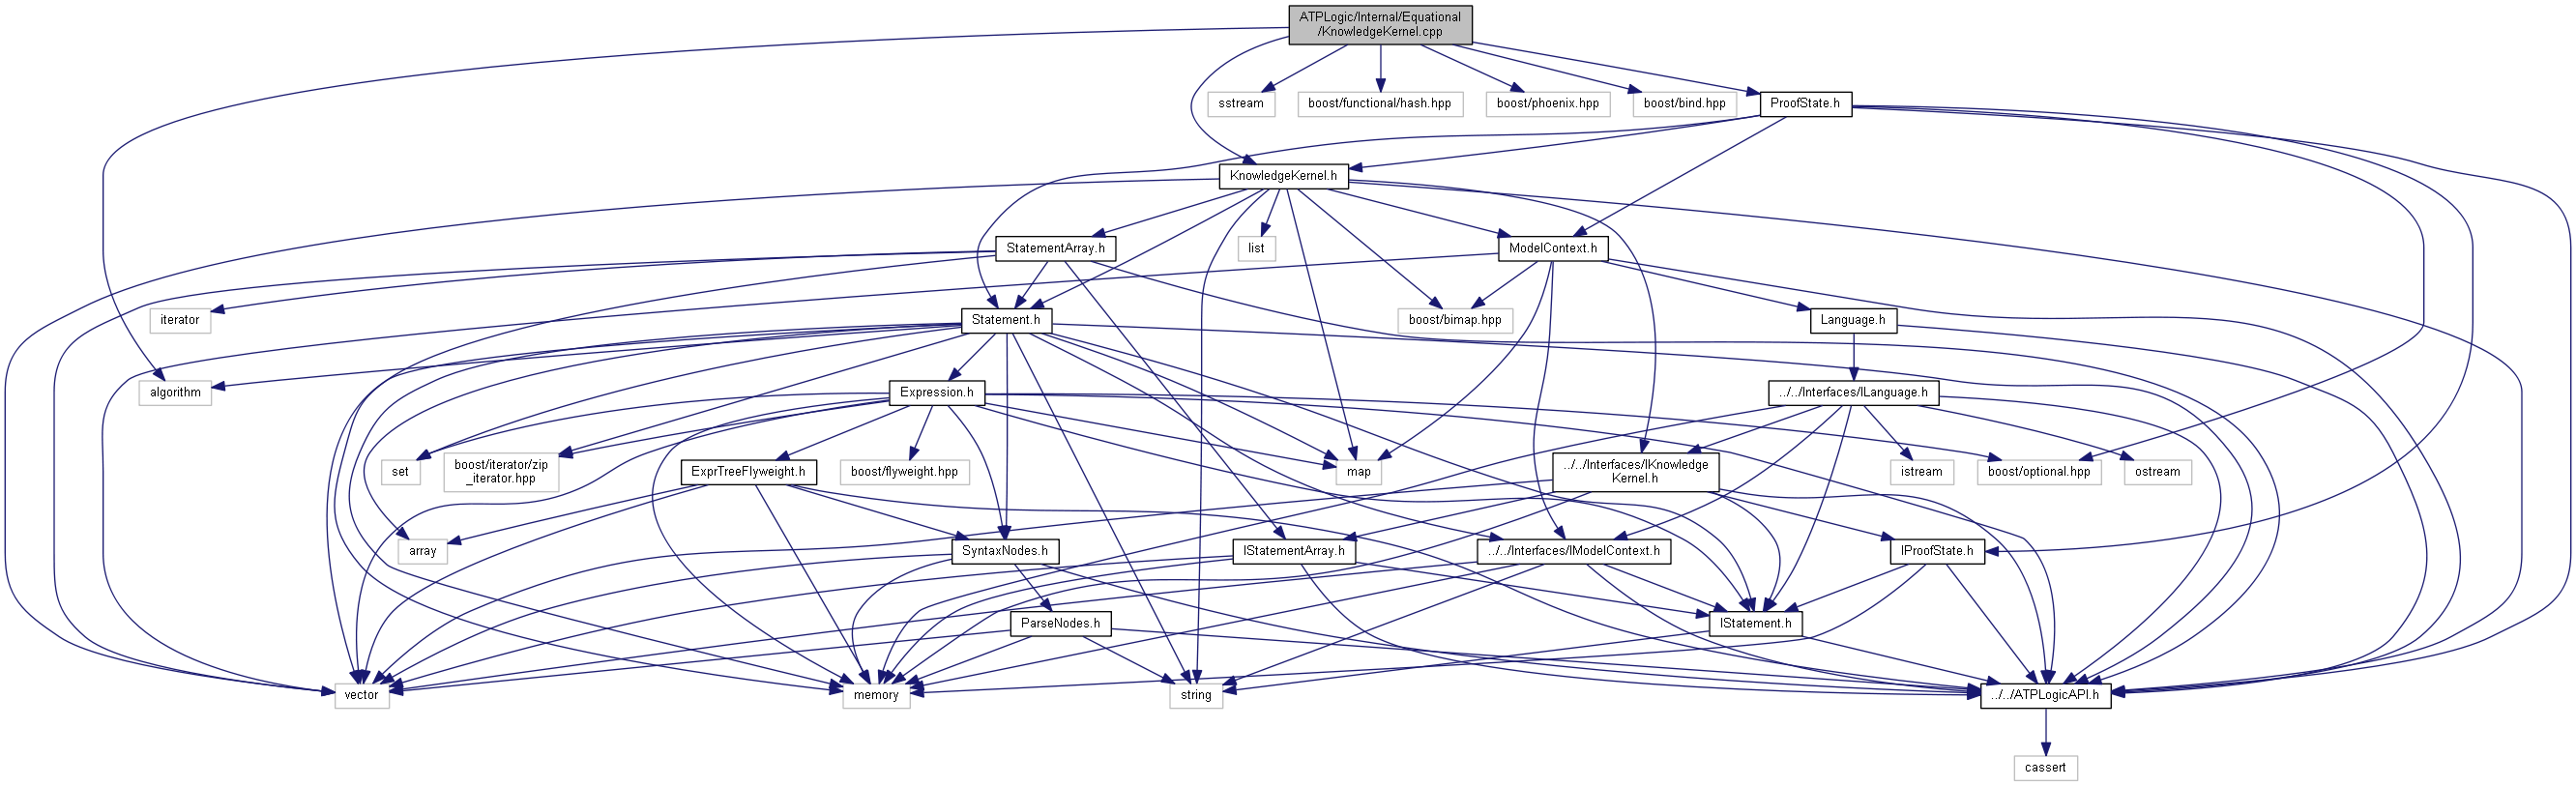 ATPLogic/Internal/Equational
/KnowledgeKernel.cpp
sstream
boost/functional/hash.hpp
boost/phoenix.hpp
boost/bind.hpp
ProofState.h
KnowledgeKernel.h
StatementArray.h
list
ModelContext.h
iterator
Statement.h
boost/bimap.hpp
Language.h
algorithm
Expression.h
../../Interfaces/ILanguage.h
set
boost/iterator/zip
_iterator.hpp
ExprTreeFlyweight.h
boost/flyweight.hpp
map
../../Interfaces/IKnowledge
Kernel.h
istream
boost/optional.hpp
ostream
array
SyntaxNodes.h
IStatementArray.h
../../Interfaces/IModelContext.h
IProofState.h
ParseNodes.h
IStatement.h
vector
memory
string
../../ATPLogicAPI.h
cassert